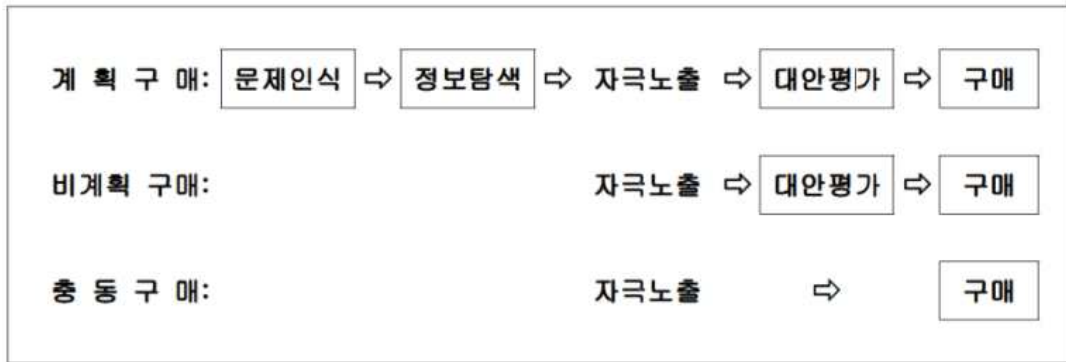 계 획 구 매: 문제인식 ⇨ 정보탐색 ⇨ 자극노출 ⇨ 대안평가 ⇨ 구매
비계획 구매: 자극노출 ⇨ 대안평가 ⇨ 구매
충 동 구 매: 자극노출 ⇨ 구매